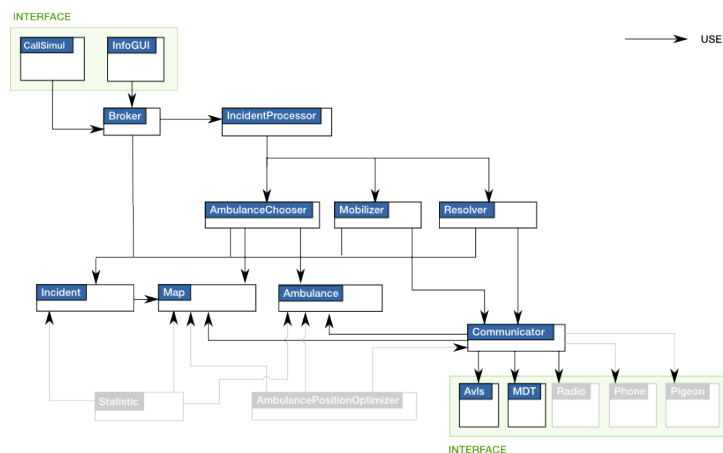 INTERFACE
CallSimul
InfoGUI
USE
Broker
IncidentProcessor
AmbulanceChooser
Mobilizer
Resolver
Incident
Map
Ambulance
Communicator
Statistic
AmbulancePositionOptimizer
Avls
MDT
Radio
Phone
Pigeon
INTERFACE